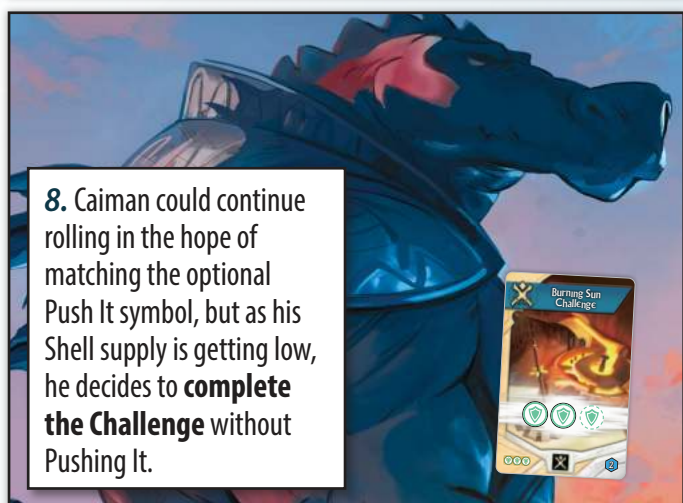 8. Caiman could continue
rolling in the hope of
matching the optional
Push It symbol, but as his
Shell supply is getting low,
he decides to complete
the Challenge without
Pushing It.
Burning Sun
Challenge
2